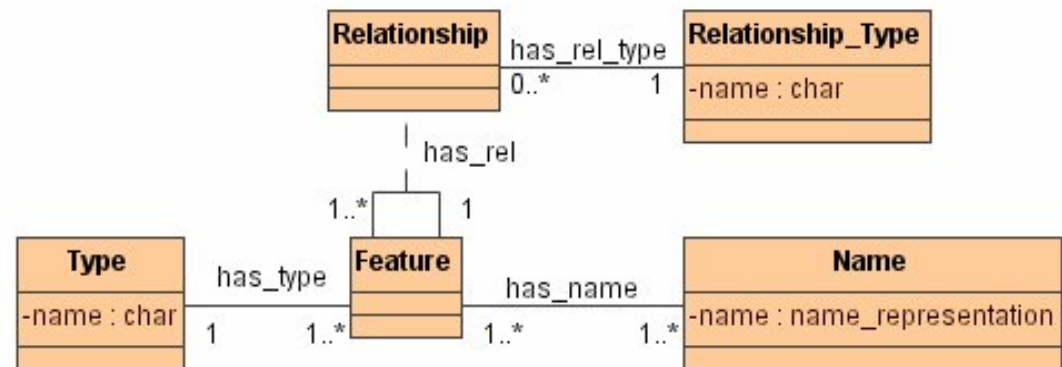 Relationship
has_rel_type
Relationship_Type
0..*
1
-name : char
has_rel
1..*
1
Type
has_type
Feature
has_name
Name
-name : char
1
1..*
1..*
1..*
-name : name_representation